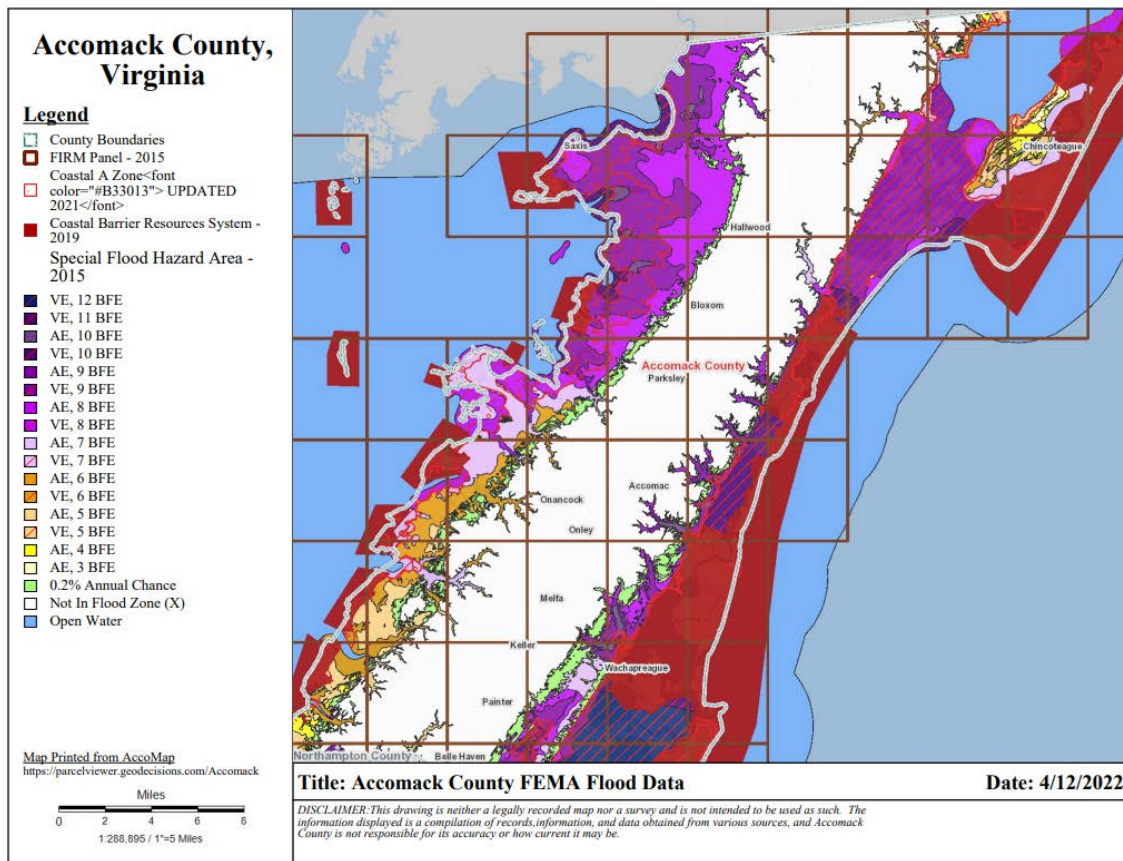 Accomack County,
Virginia
Legend
County Boundaries
FIRM Panel - 2015
Coastal A Zone<font
color="#B33013"> UPDATED
2021</font>
Coastal Barrier Resources System -
2019
Special Flood Hazard Area -
2015
VE, 12 BFE
VE, 11 BFE
AE, 10 BFE
VE, 10 BFE
AE, 9 BFE
VE, 9 BFE
AE, 8 BFE
VE, 8 BFE
AE, 7 BFE
VE, 7 BFE
AE, 6 BFE
VE, 6 BFE
AE, 5 BFE
VE, 5 BFE
AE, 4 BFE
AE, 3 BFE
0.2% Annual Chance
Not In Flood Zone (X)
Open Water
Map Printed from AccoMap
https://parcelviewer.geodecisions.com/Accomack
Miles
0 2 4 6 8
1:288,895 / 1"=5 Miles
Saxis
Chincoteague
Hallwood
Bloxom
Accomack County
Parksley
Onancock
Accomac
Onley
Melfa
Keller
Wachapreague
Painter
Northampton County
Belle Haven
Title: Accomack County FEMA Flood Data
Date: 4/12/2022
DISCLAIMER:This drawing is neither a legally recorded map nor a survey and is not intended to be used as such. The
information displayed is a compilation of records,information, and data obtained from various sources, and Accomack
County is not responsible for its accuracy or how current it may be.